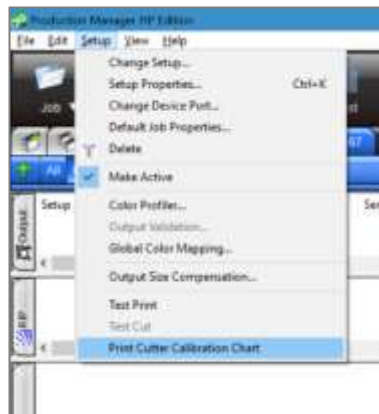 Production Manager HP Edition
File Edit Setup View Help
Change Setup...
Setup Properties... Ctrl+K
Change Device Port...
Default Job Properties...
Delete
Make Active
Color Profiler...
Output Validation...
Global Color Mapping...
Output Size Compensation...
Test Print
Test Cut
Print Cutter Calibration Chart
Job
All
Setup
Output
RIP